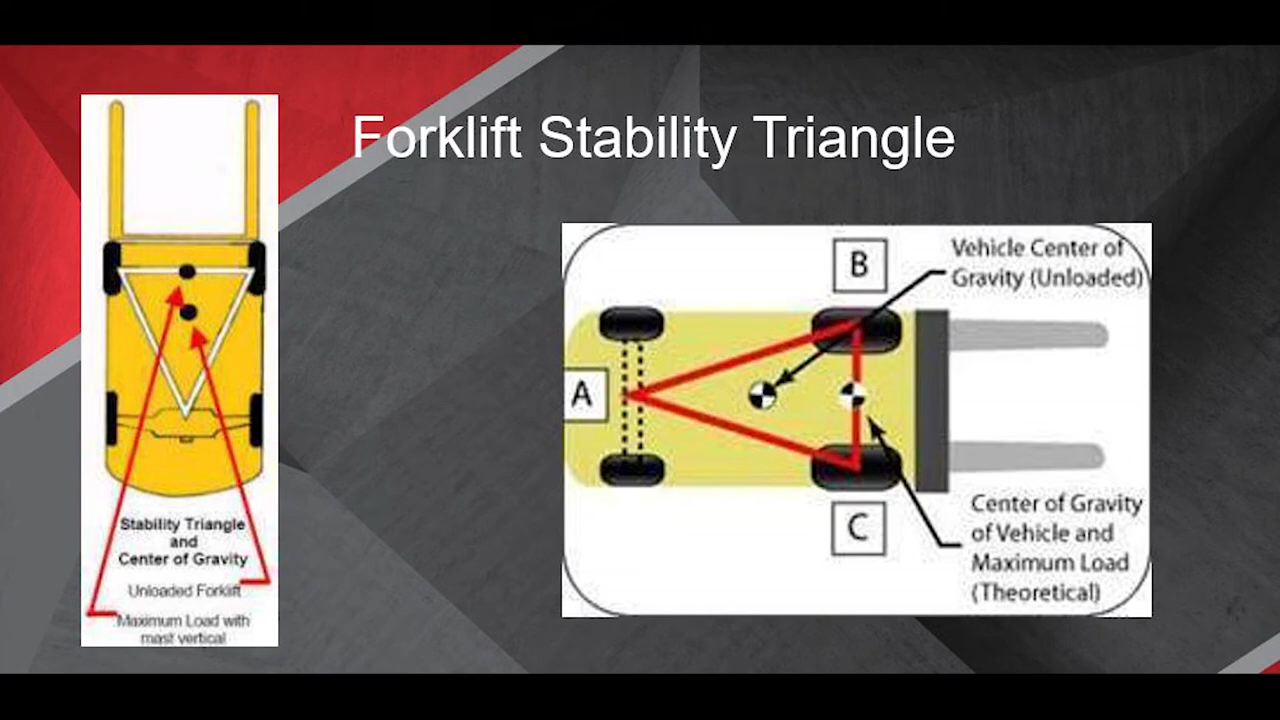 Forklift Stability Triangle
Stability Triangle
and
Center of Gravity
Unloaded Forklift
Maximum Load with
mast vertical
B
Vehicle Center of
Gravity (Unloaded)
A
C
Center of Gravity
of Vehicle and
Maximum Load
(Theoretical)